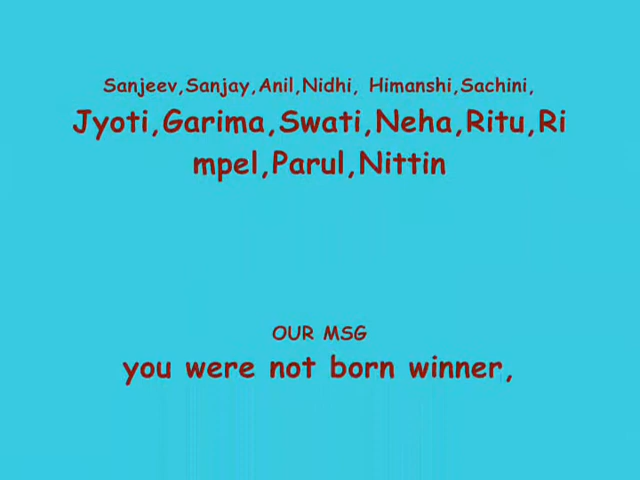 Sanjeev,Sanjay,Anil,Nidhi, Himanshi,Sachini,
Jyoti,Garima,Swati,Neha,Ritu,Ri
mpel,Parul,Nittin
OUR MSG
you were not born winner,